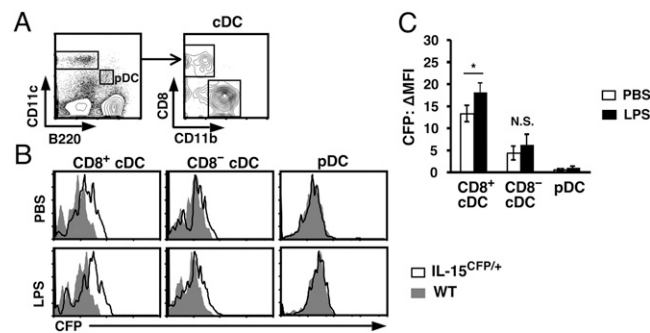 A
cDC
CD11c
pDC
B220
CD8
CD11b
B
CD8⁺ cDC
CD8⁻ cDC
pDC
PBS
LPS
CFP
C
CFP: ΔMFI
30
25
20
15
10
5
0
*
N.S.
CD8⁺
cDC
CD8⁻
cDC
pDC
PBS
LPS
IL-15ᶜᶠᴾ/⁺
WT